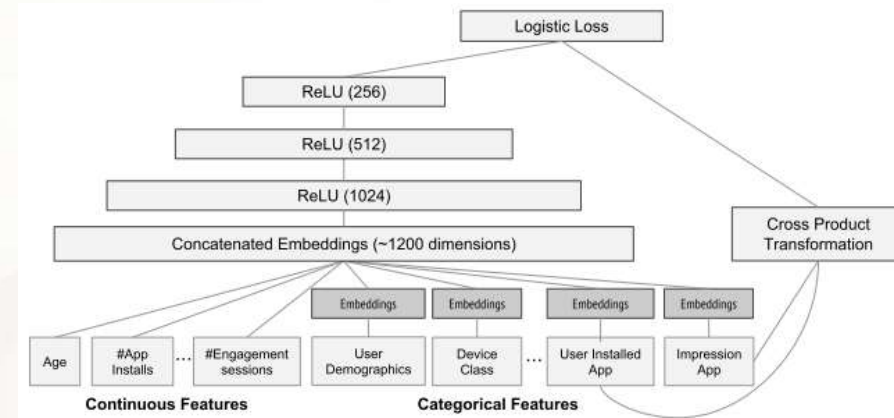 Logistic Loss
ReLU (256)
ReLU (512)
ReLU (1024)
Concatenated Embeddings (~1200 dimensions)
Cross Product
Transformation
Embeddings
Embeddings
Embeddings
Embeddings
Age
#App
Installs
...
#Engagement
sessions
User
Demographics
Device
Class
...
User Installed
App
Impression
App
Continuous Features
Categorical Features